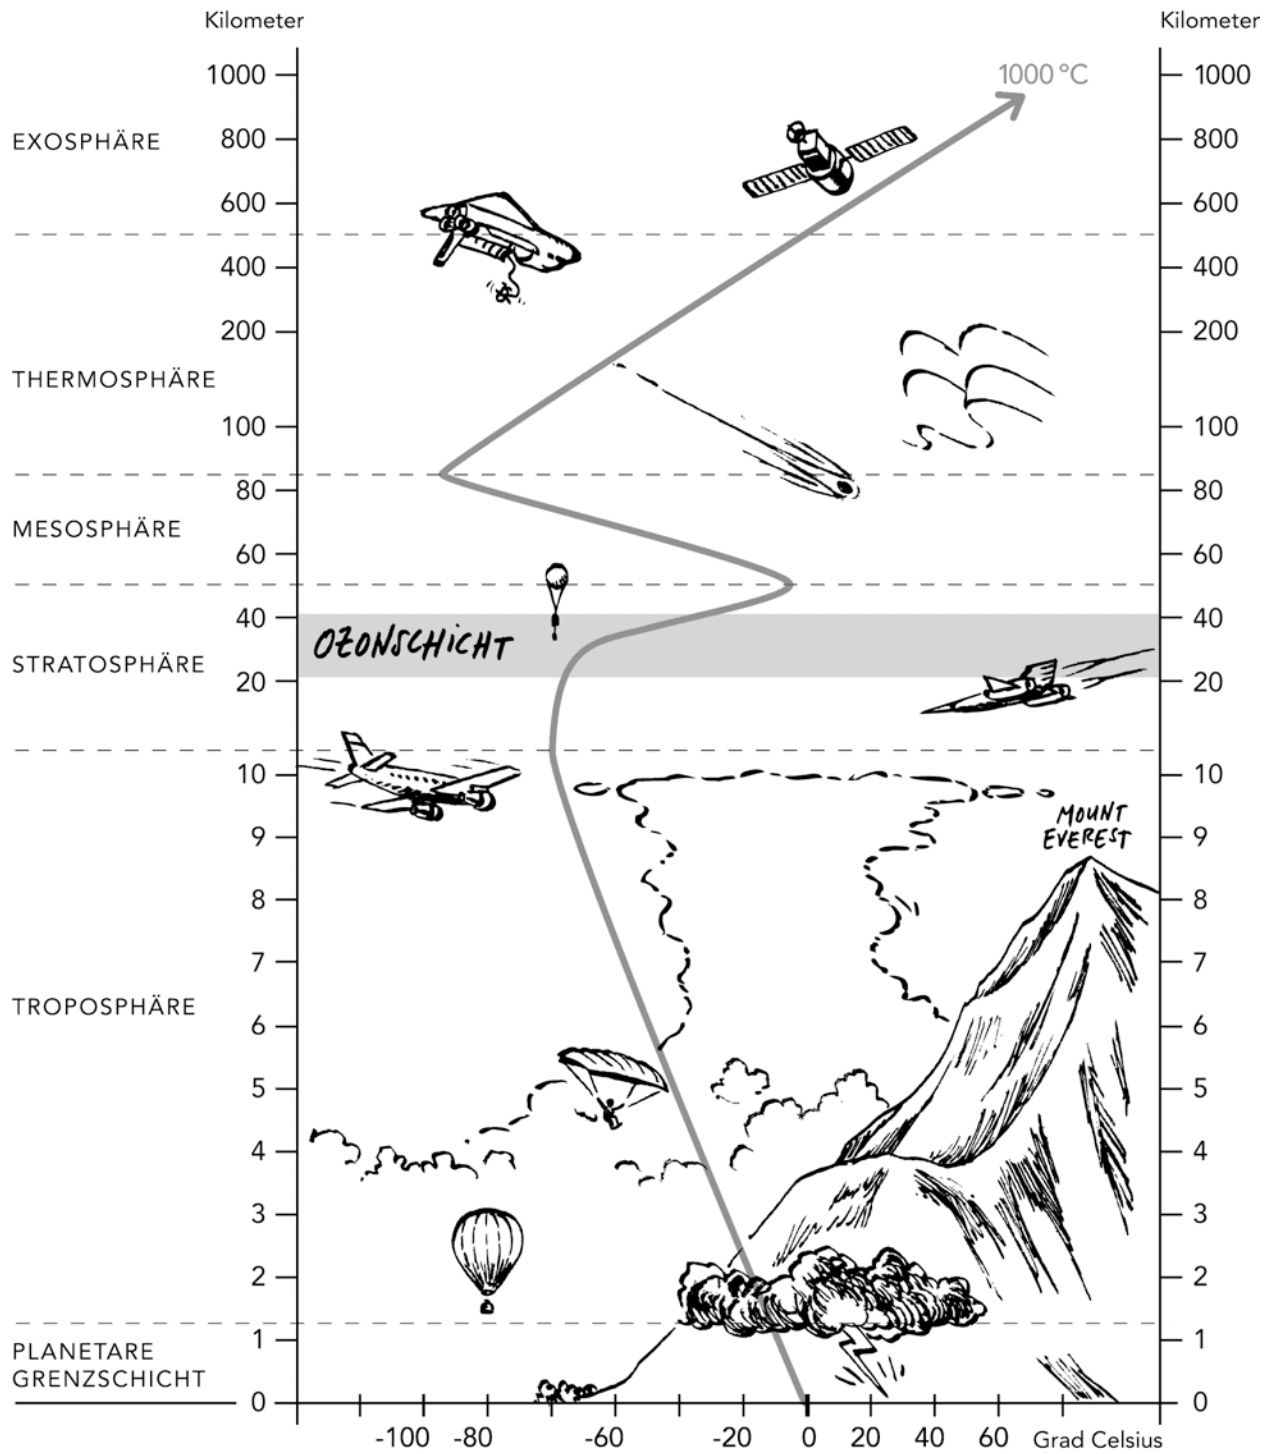 Kilometer Kilometer
1000 1000
1000 °C
EXOSPHÄRE
800 800
600 600
400 400
200 200
THERMOSPHÄRE
100 100
80 80
MESOSPHÄRE
60 60
40 40
OZONSCHICHT
STRATOSPHÄRE
20 20
10 10
MOUNT
EVEREST
9 9
8 8
7 7
TROPOSPHÄRE
6 6
5 5
4 4
3 3
2 2
1 1
PLANETARE
GRENZSCHICHT
0 0
-100 -80 -60 -20 0 20 40 60 Grad Celsius